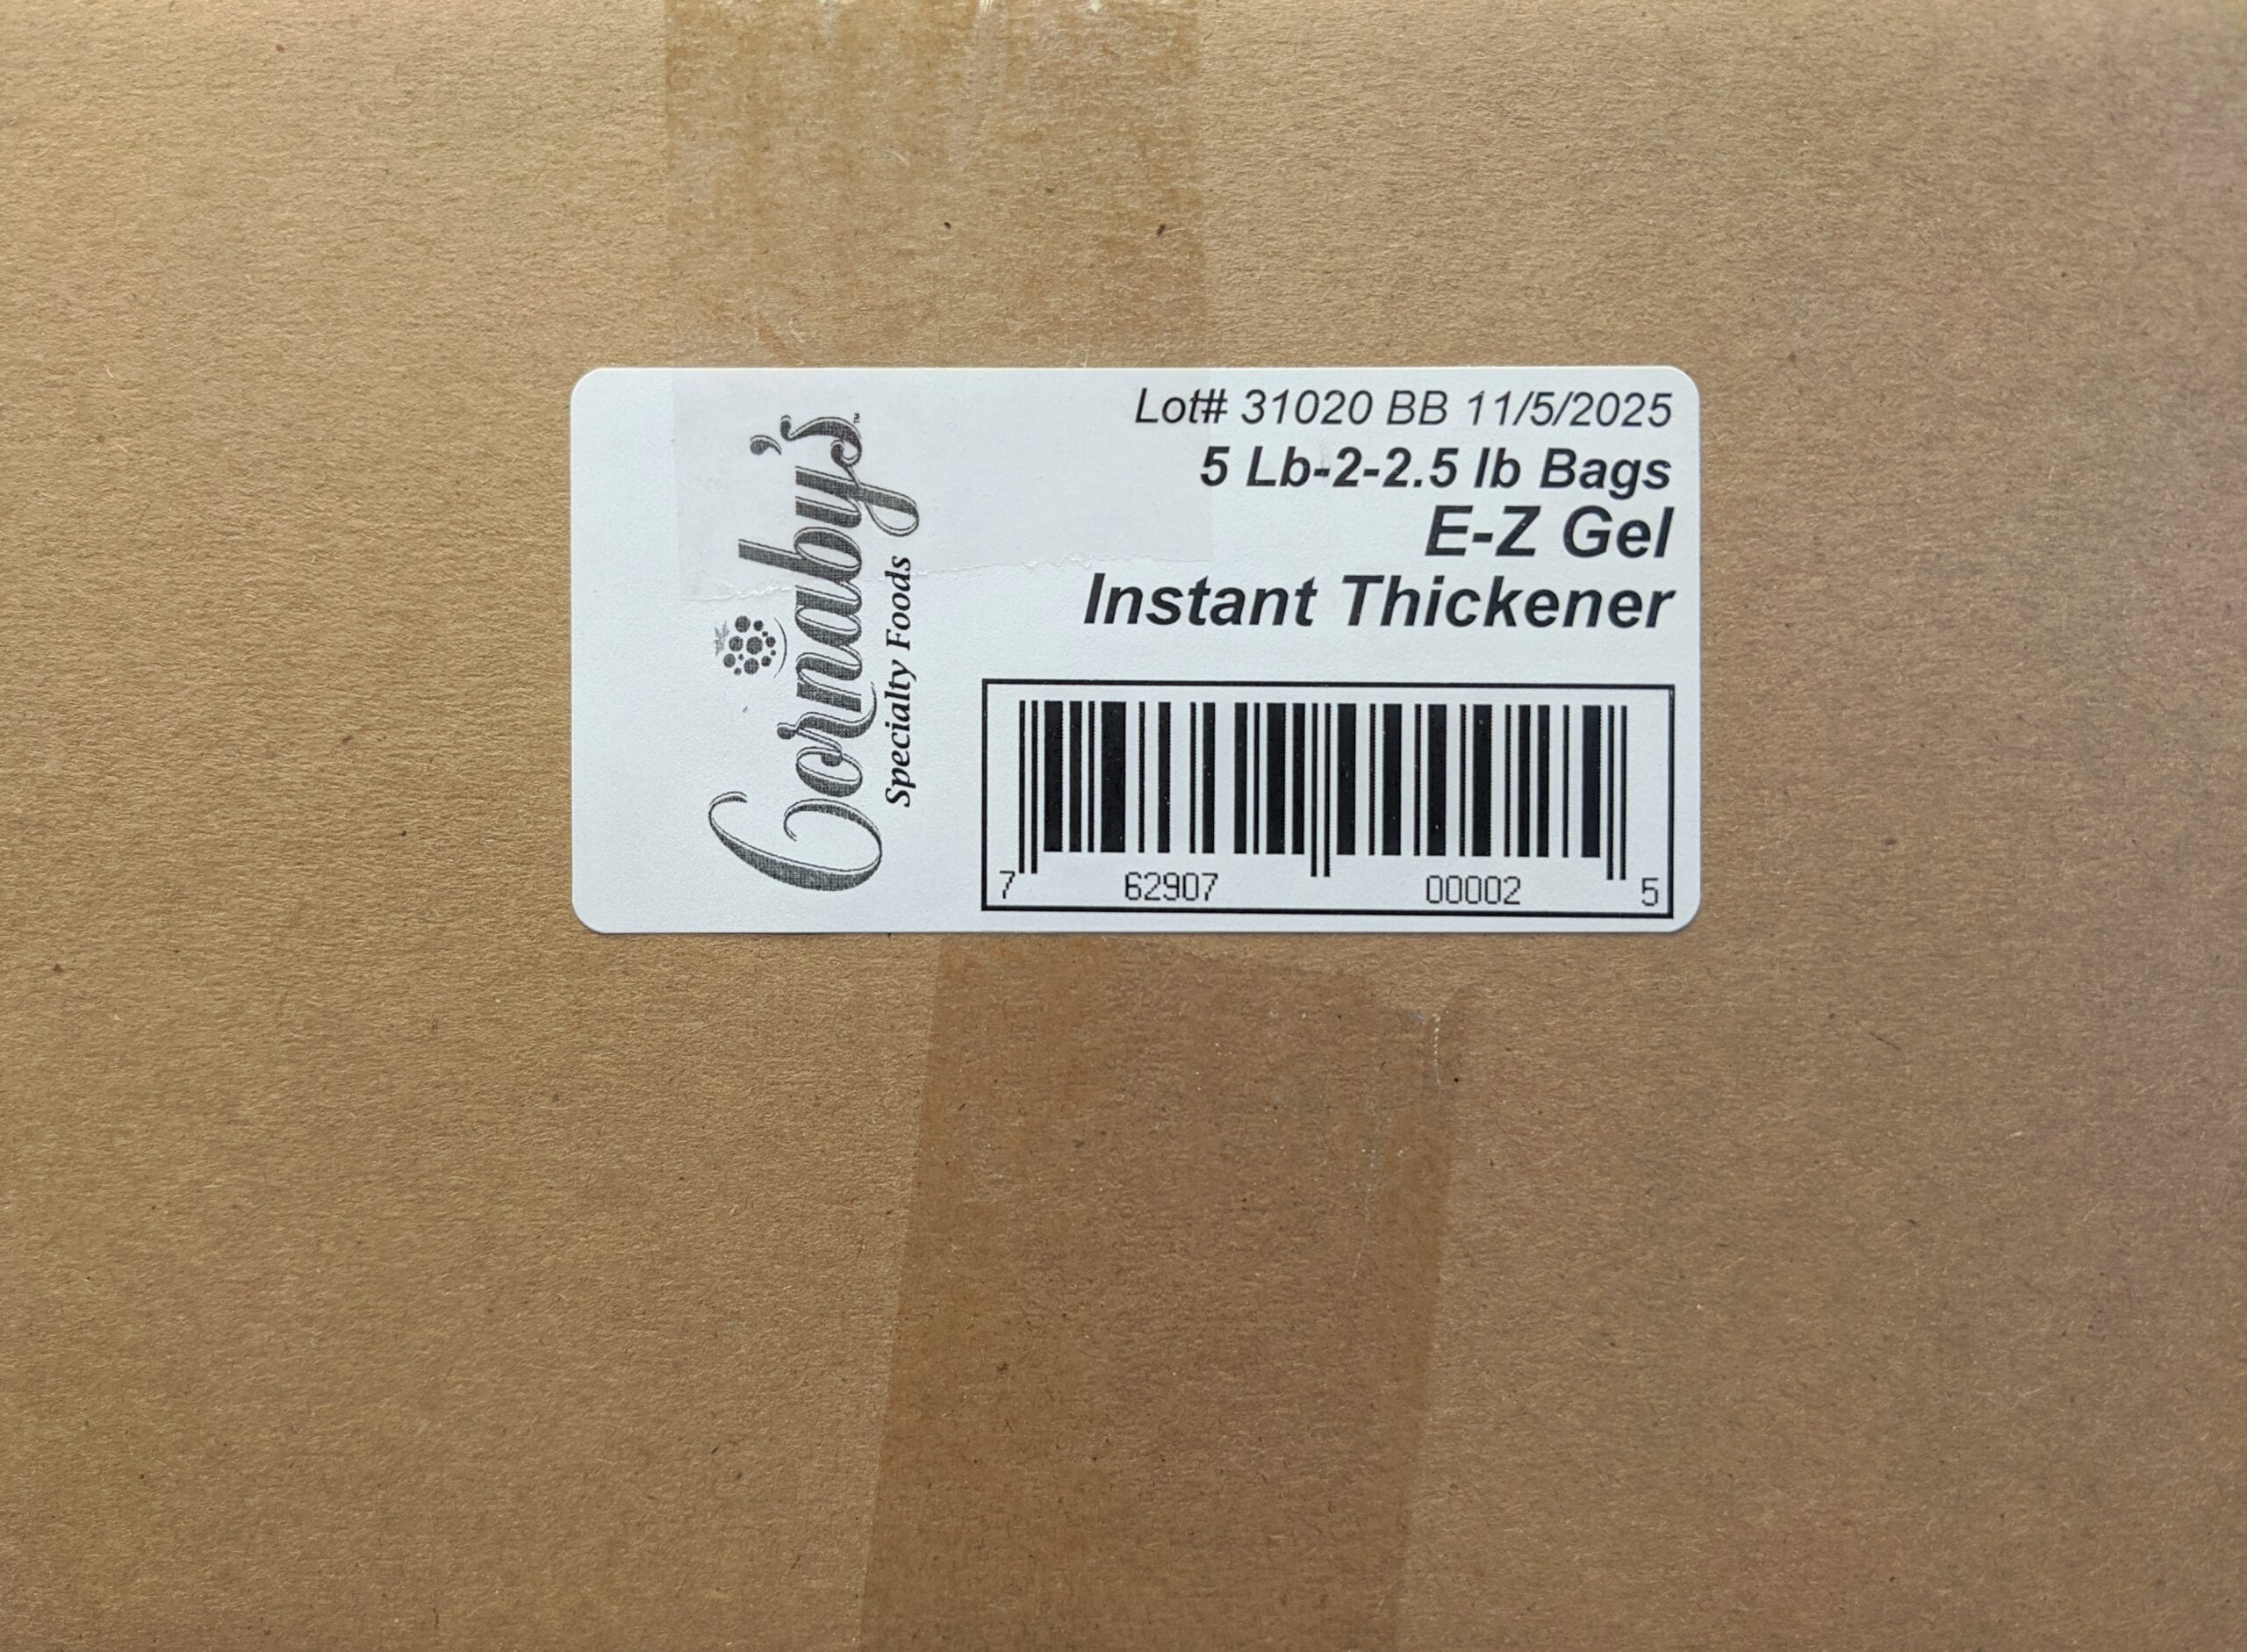 Cornaby's™
Specialty Foods
Lot# 31020 BB 11/5/2025
5 Lb-2-2.5 lb Bags
E-Z Gel
Instant Thickener
7 62907 00002 5